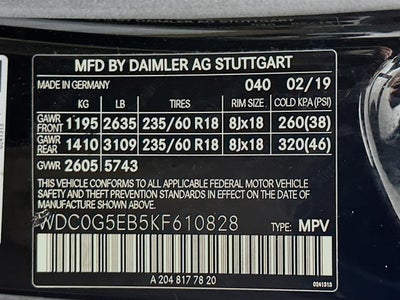 MFD BY DAIMLER AG STUTTGART
MADE IN GERMANY 040 02/19
KG LB TIRES RIMS COLD KPA(PSI)
GAWR FRONT 1195 2635 235/60 R18 8Jx18 260(38)
GAWR REAR 1410 3109 235/60 R18 8Jx18 320(46)
GVWR 2605 5743
THIS VEHICLE CONFORMS TO ALL APPLICABLE FEDERAL MOTOR
VEHICLE SAFETY AND THEFT PREVENTION STANDARDS IN EFFECT ON THE DATE OF
MANUFACTURE SHOWN ABOVE.
WDC0G5EB5KF610828 TYPE: MPV
A 204 817 78 20
0241313